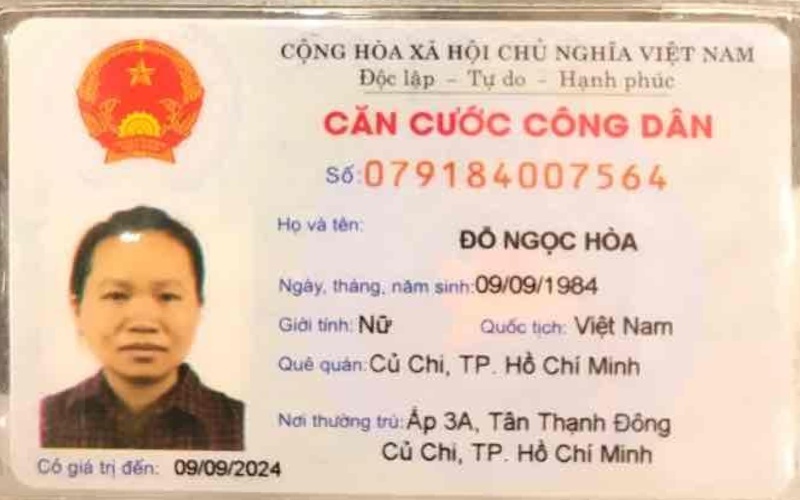 CỘNG HÒA XÃ HỘI CHỦ NGHĨA VIỆT NAM
Độc lập - Tự do - Hạnh phúc
CĂN CƯỚC CÔNG DÂN
Số: 079184007564
Họ và tên:
ĐỖ NGỌC HÒA
Ngày, tháng, năm sinh: 09/09/1984
Giới tính: Nữ Quốc tịch: Việt Nam
Quê quán: Củ Chi, TP. Hồ Chí Minh
Nơi thường trú: Ấp 3A, Tân Thạnh Đông
Củ Chi, TP. Hồ Chí Minh
Có giá trị đến: 09/09/2024